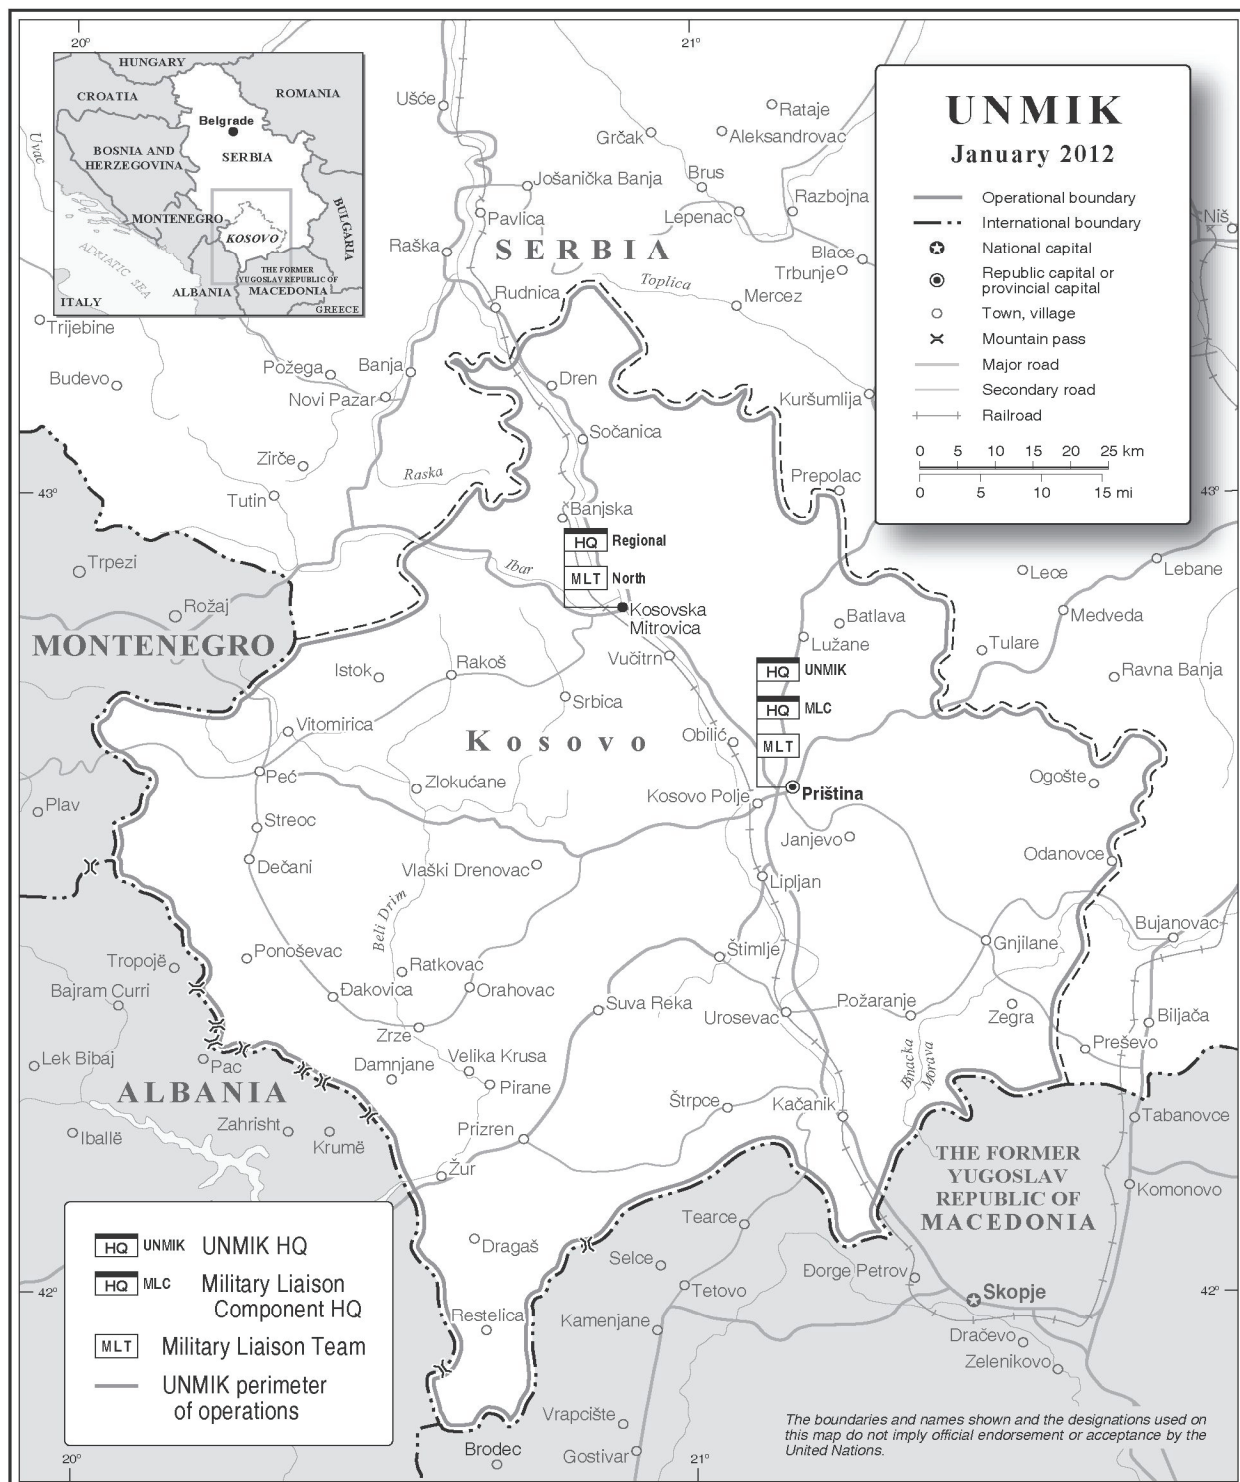 20°
21°
HUNGARY
CROATIA
ROMANIA
Belgrade
BOSNIA AND
HERZEGOVINA
SERBIA
MONTENEGRO
KOSOVO
BULGARIA
ADRIATIC SEA
THE FORMER
YUGOSLAV REPUBLIC OF
MACEDONIA
ALBANIA
ITALY
GREECE
UNMIK
January 2012
Operational boundary
International boundary
National capital
Republic capital or
provincial capital
Town, village
Mountain pass
Major road
Secondary road
Railroad
0 5 10 15 20 25 km
0 5 10 15 mi
Uvac
Ušće
Rataje
Grčak
Aleksandrovac
Jošanička Banja
Brus
Razbojna
Pavlica
Lepenac
Niš
Raška
SERBIA
Blace
Trbunje
Toplica
Rudnica
Mercez
Trijebine
Požega
Banja
Budevo
Dren
Novi Pazar
Kuršumlija
Sočanica
Zirče
Raska
Prepolac
43°
43°
Tutin
Banjska
HQ Regional
MLT North
Trpezi
Ibar
Lece
Lebane
Rožaj
Kosovska
Mitrovica
Batlava
Medveda
MONTENEGRO
Lužane
Tulare
Vučitrn
Istok
Rakoš
HQ UNMIK
Ravna Banja
Srbica
HQ MLC
Vitomirica
Kosovo
Obilić
MLT
Peć
Zlokućane
Ogošte
Plav
Kosovo Polje
Priština
Streoc
Janjevo
Dečani
Vlaški Drenovac
Odanovce
Lipljan
Beli Drim
Bujanovac
Ponoševac
Štimlje
Gnjilane
Tropojë
Ratkovac
Bajram Curri
Đakovica
Orahovac
Suva Reka
Požaranje
Urosevac
Zegra
Biljača
Zrze
Preševo
Lek Bibaj
Pac
Damnjane
Velika Krusa
Binacka
Morava
Pirane
ALBANIA
Štrpce
Kačanik
Tabanovce
Iballë
Zahrisht
Krumë
Prizren
THE FORMER
YUGOSLAV
REPUBLIC OF
MACEDONIA
Žur
Komonovo
Tearce
Dragaš
Selce
Đorge Petrov
42°
Tetovo
Skopje
42°
Restelica
Kamenjane
Dračevo
Zelenikovo
Vrapcište
Brodec
Gostivar
HQ UNMIK UNMIK HQ
HQ MLC Military Liaison
Component HQ
MLT Military Liaison Team
UNMIK perimeter
of operations
The boundaries and names shown and the designations used on
this map do not imply official endorsement or acceptance by the
United Nations.
20°
21°